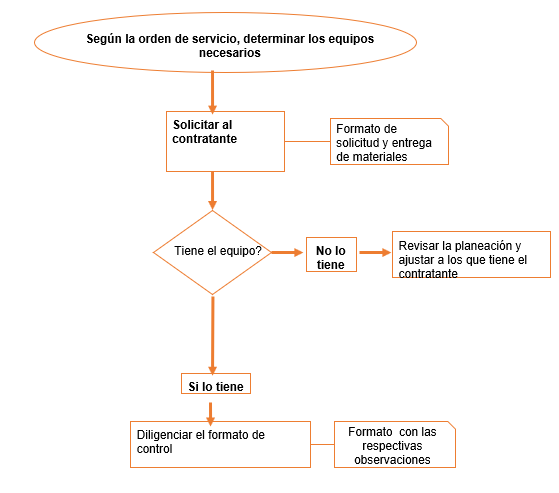 Según la orden de servicio, determinar los equipos
necesarios
Solicitar al
contratante
Formato de
solicitud y entrega
de materiales
Tiene el equipo?
No lo
tiene
Revisar la planeación y
ajustar a los que tiene el
contratante
Si lo tiene
Diligenciar el formato de
control
Formato con las
respectivas
observaciones